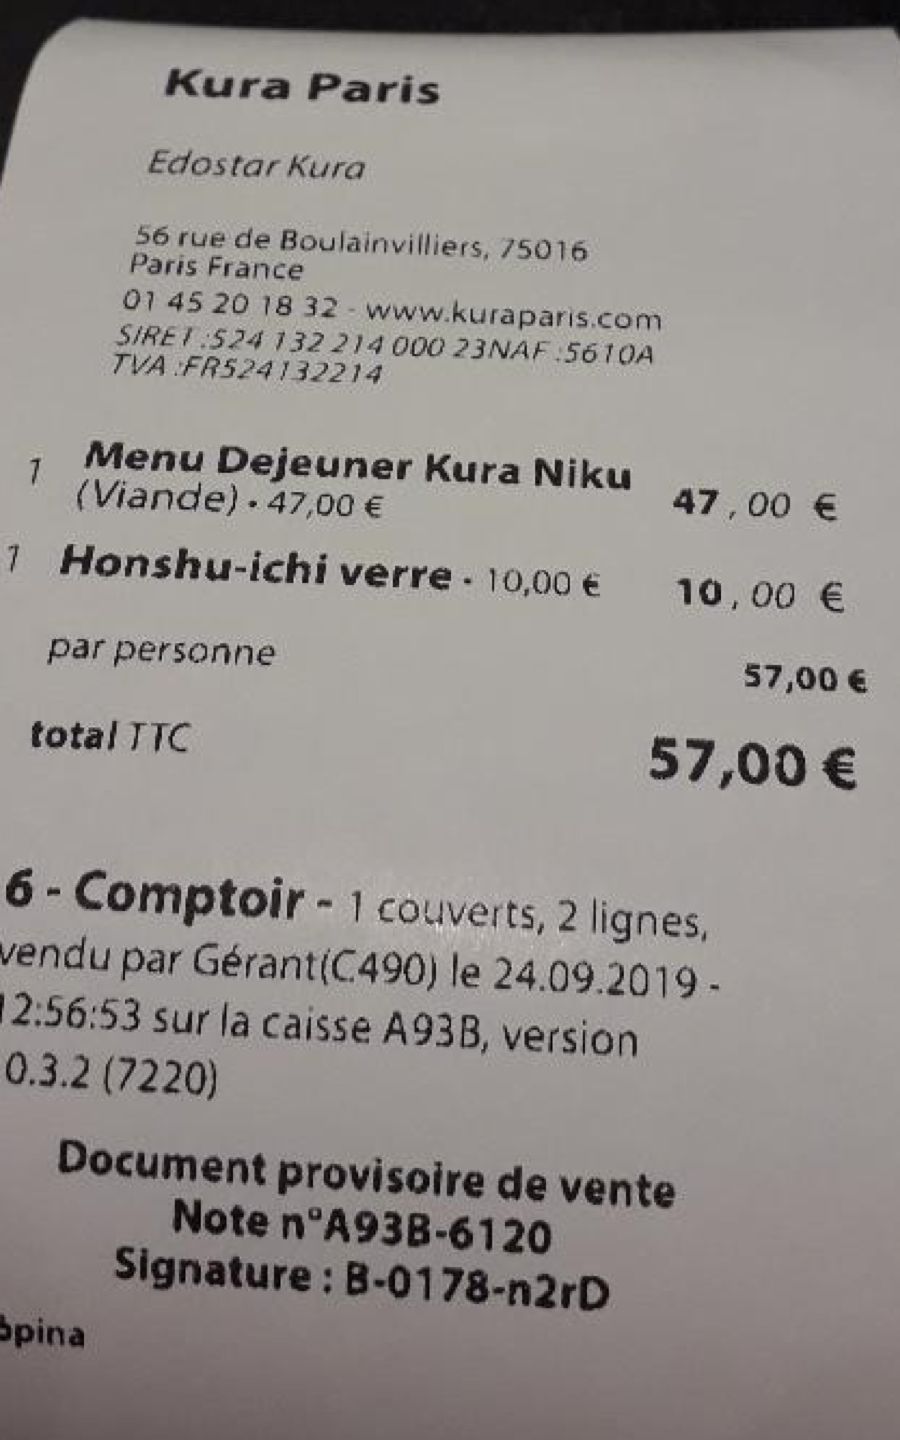 Kura Paris
Edostar Kura
56 rue de Boulainvilliers, 75016
Paris France
01 45 20 18 32 - www.kuraparis.com
SIRET :524 132 214 000 23NAF :5610A
TVA :FR524132214
1 Menu Dejeuner Kura Niku 47,00 €
(Viande) • 47,00 €
1 Honshu-ichi verre • 10,00 € 10,00 €
par personne 57,00 €
total TTC 57,00 €
6 - Comptoir - 1 couverts, 2 lignes,
vendu par Gérant(C490) le 24.09.2019 -
12:56:53 sur la caisse A93B, version
0.3.2 (7220)
Document provisoire de vente
Note n°A93B-6120
Signature : B-0178-n2rD